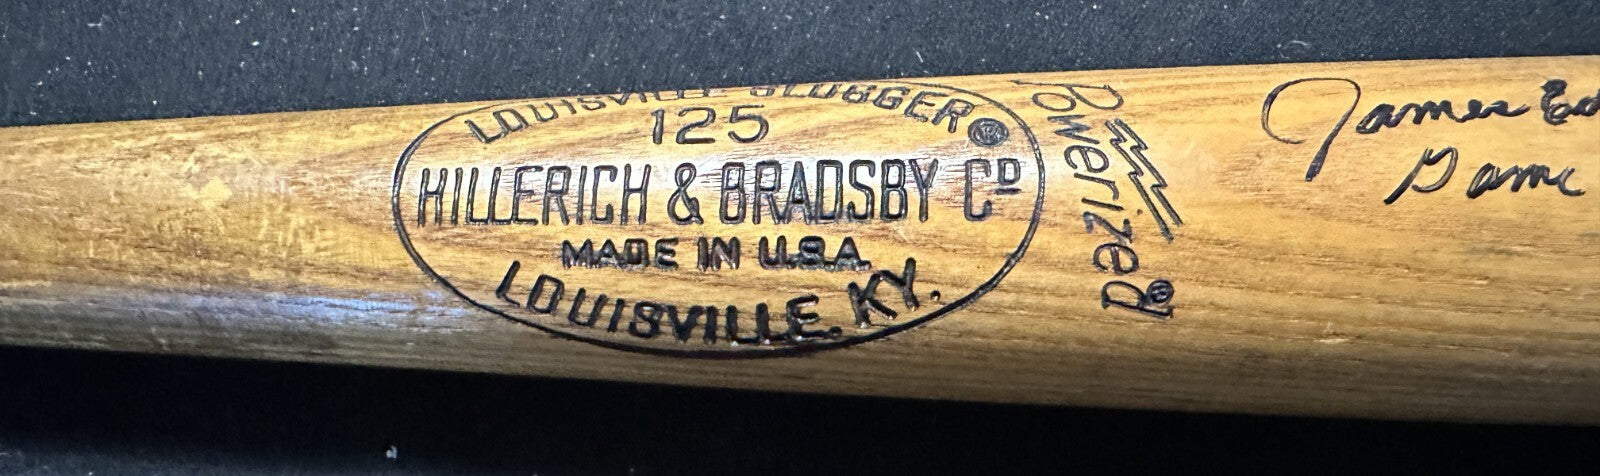 LOUISVILLE SLUGGER®
125
HILLERICH & BRADSBY Cº
MADE IN U.S.A.
LOUISVILLE, KY.
Powerized®
James
Game